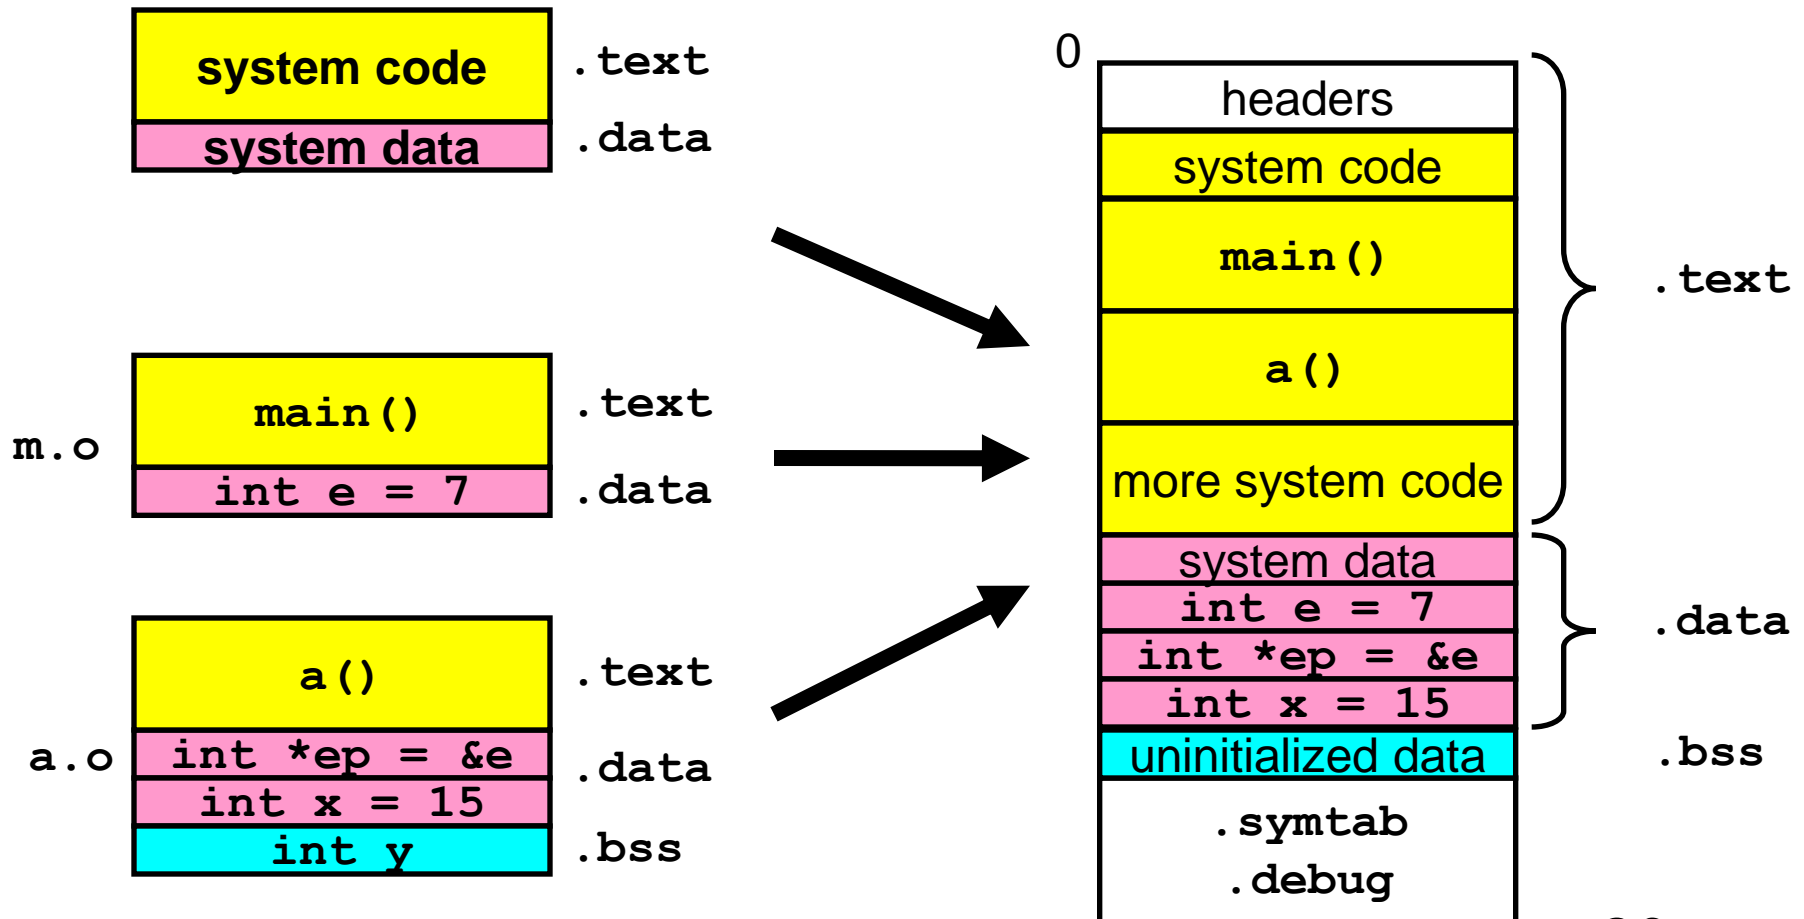 system code
.text
system data
.data
m.o
main()
.text
int e = 7
.data
a.o
a()
.text
int *ep = &e
.data
int x = 15
int y
.bss
0
headers
system code
main()
a()
more system code
.text
system data
int e = 7
int *ep = &e
int x = 15
.data
uninitialized data
.bss
.symtab
.debug